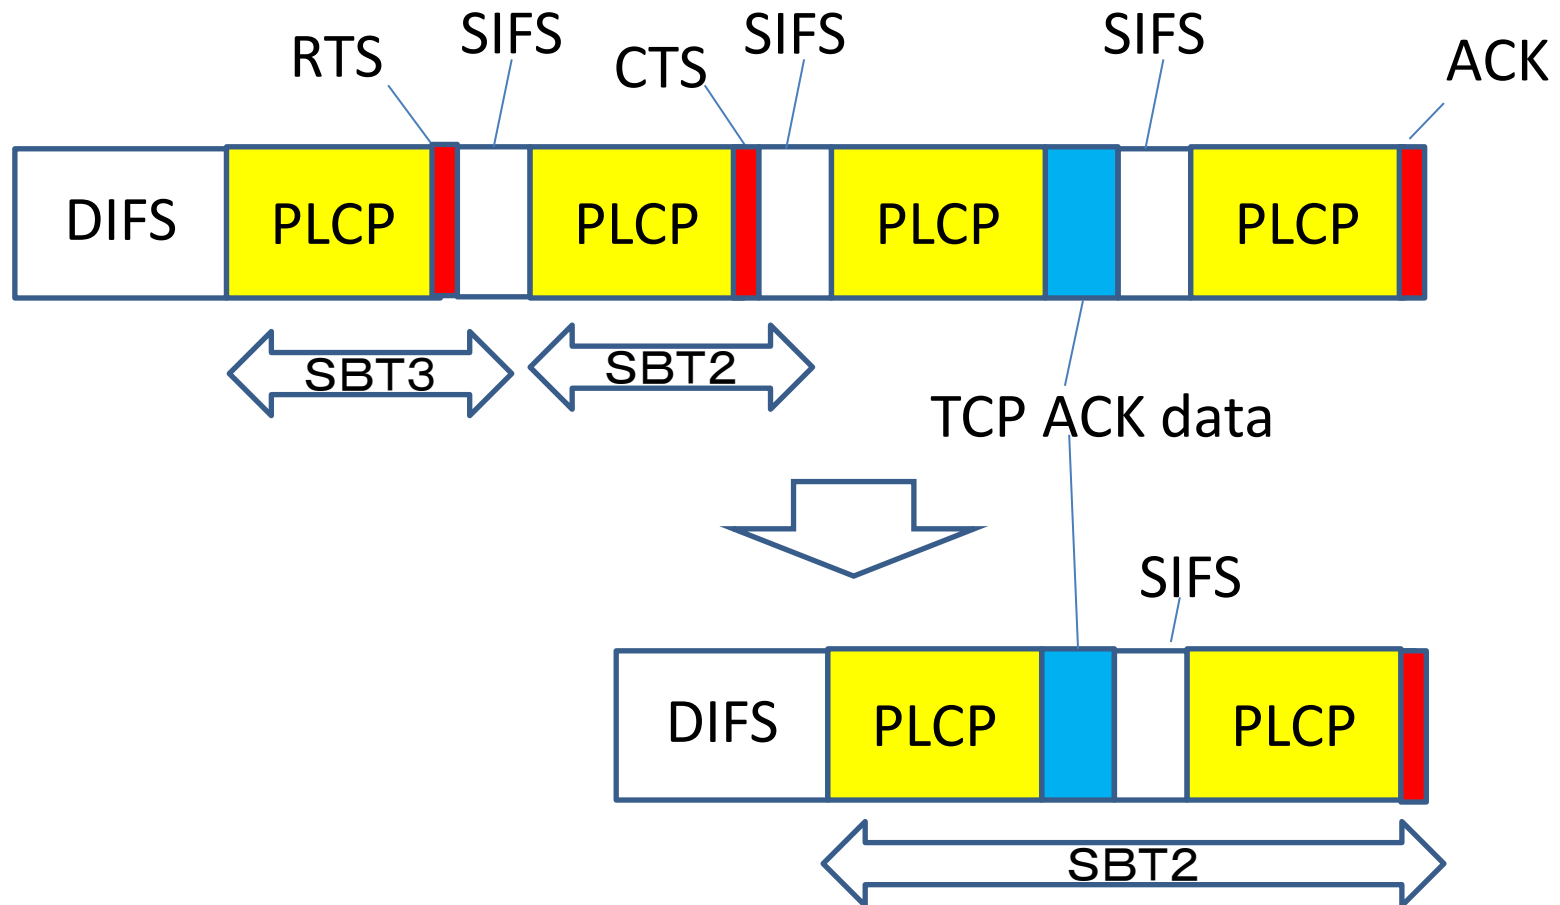 RTS
SIFS
CTS
SIFS
SIFS
ACK
DIFS
PLCP
PLCP
PLCP
PLCP
SBT3
SBT2
TCP ACK data
SIFS
DIFS
PLCP
PLCP
SBT2